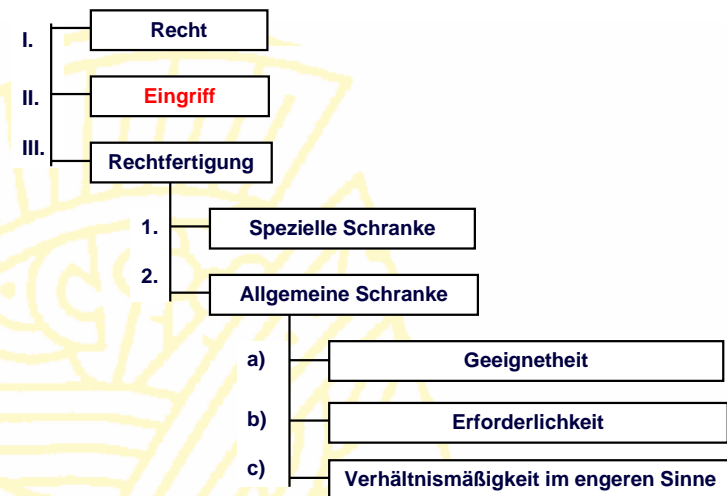 I. Recht
II. Eingriff
III. Rechtfertigung
1. Spezielle Schranke
2. Allgemeine Schranke
a) Geeignetheit
b) Erforderlichkeit
c) Verhältnismäßigkeit im engeren Sinne